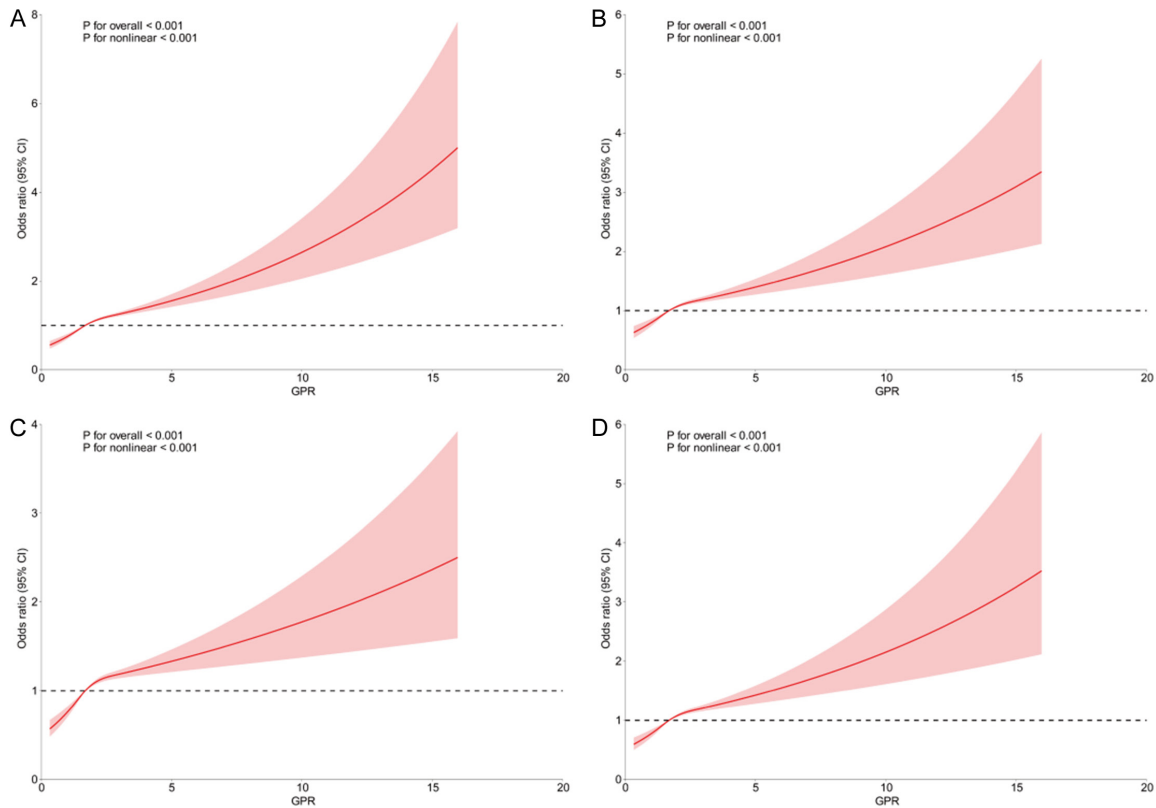 A
P for overall < 0.001
P for nonlinear < 0.001
Odds ratio (95% CI)
8
6
4
2
0
0 5 10 15 20
GPR
B
P for overall < 0.001
P for nonlinear < 0.001
Odds ratio (95% CI)
6
5
4
3
2
1
0
0 5 10 15 20
GPR
C
P for overall < 0.001
P for nonlinear < 0.001
Odds ratio (95% CI)
4
3
2
1
0
0 5 10 15 20
GPR
D
P for overall < 0.001
P for nonlinear < 0.001
Odds ratio (95% CI)
6
5
4
3
2
1
0
0 5 10 15 20
GPR